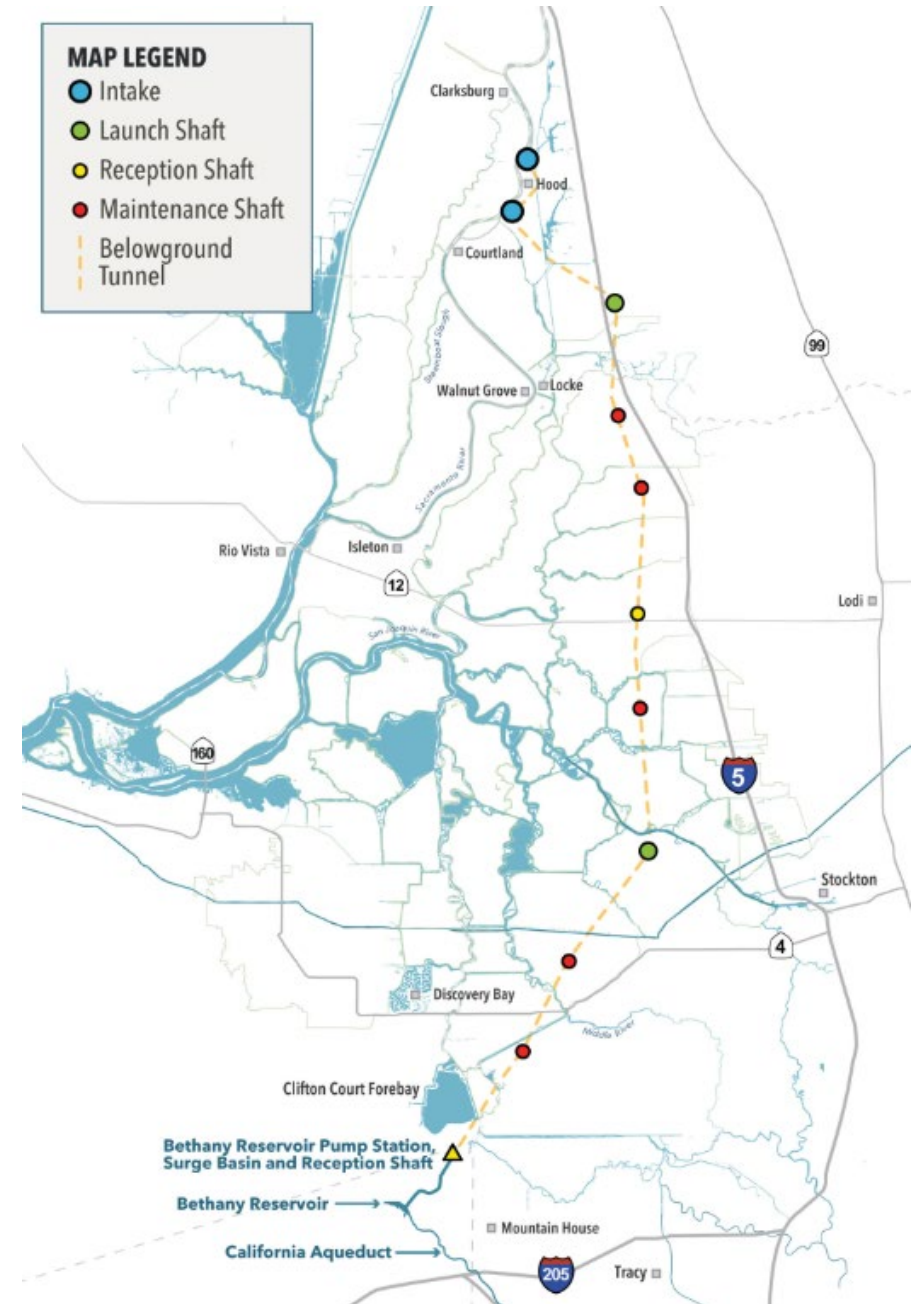 MAP LEGEND
Intake
Launch Shaft
Reception Shaft
Maintenance Shaft
Belowground
Tunnel
Clarksburg
Hood
Courtland
Steamboat Slough
99
Walnut Grove
Locke
Sacramento River
Rio Vista
Isleton
12
Lodi
San Joaquin River
160
5
Stockton
4
Discovery Bay
Middle River
Clifton Court Forebay
Bethany Reservoir Pump Station,
Surge Basin and Reception Shaft
Bethany Reservoir
Mountain House
California Aqueduct
205
Tracy